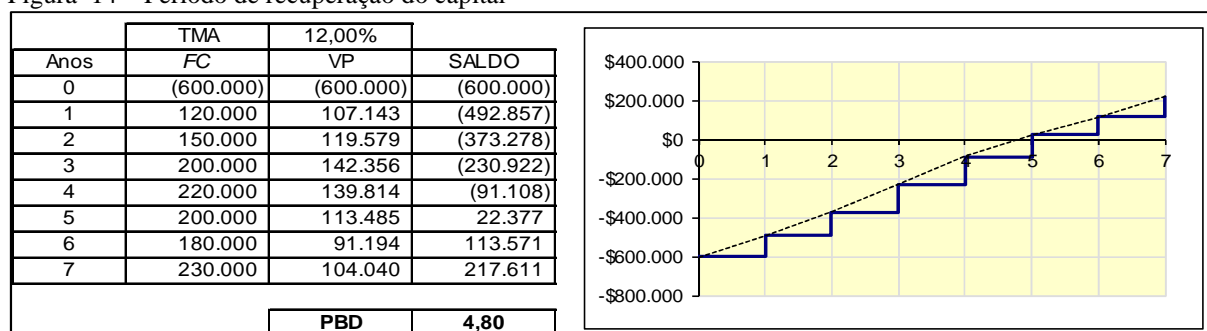 Figura 14 – Período de recuperação do capital
TMA 12,00%
Anos FC VP SALDO
0 (600.000) (600.000) (600.000)
1 120.000 107.143 (492.857)
2 150.000 119.579 (373.278)
3 200.000 142.356 (230.922)
4 220.000 139.814 (91.108)
5 200.000 113.485 22.377
6 180.000 91.194 113.571
7 230.000 104.040 217.611
PBD 4,80
$400.000
$200.000
$0
-$200.000
-$400.000
-$600.000
-$800.000
0 1 2 3 4 5 6 7